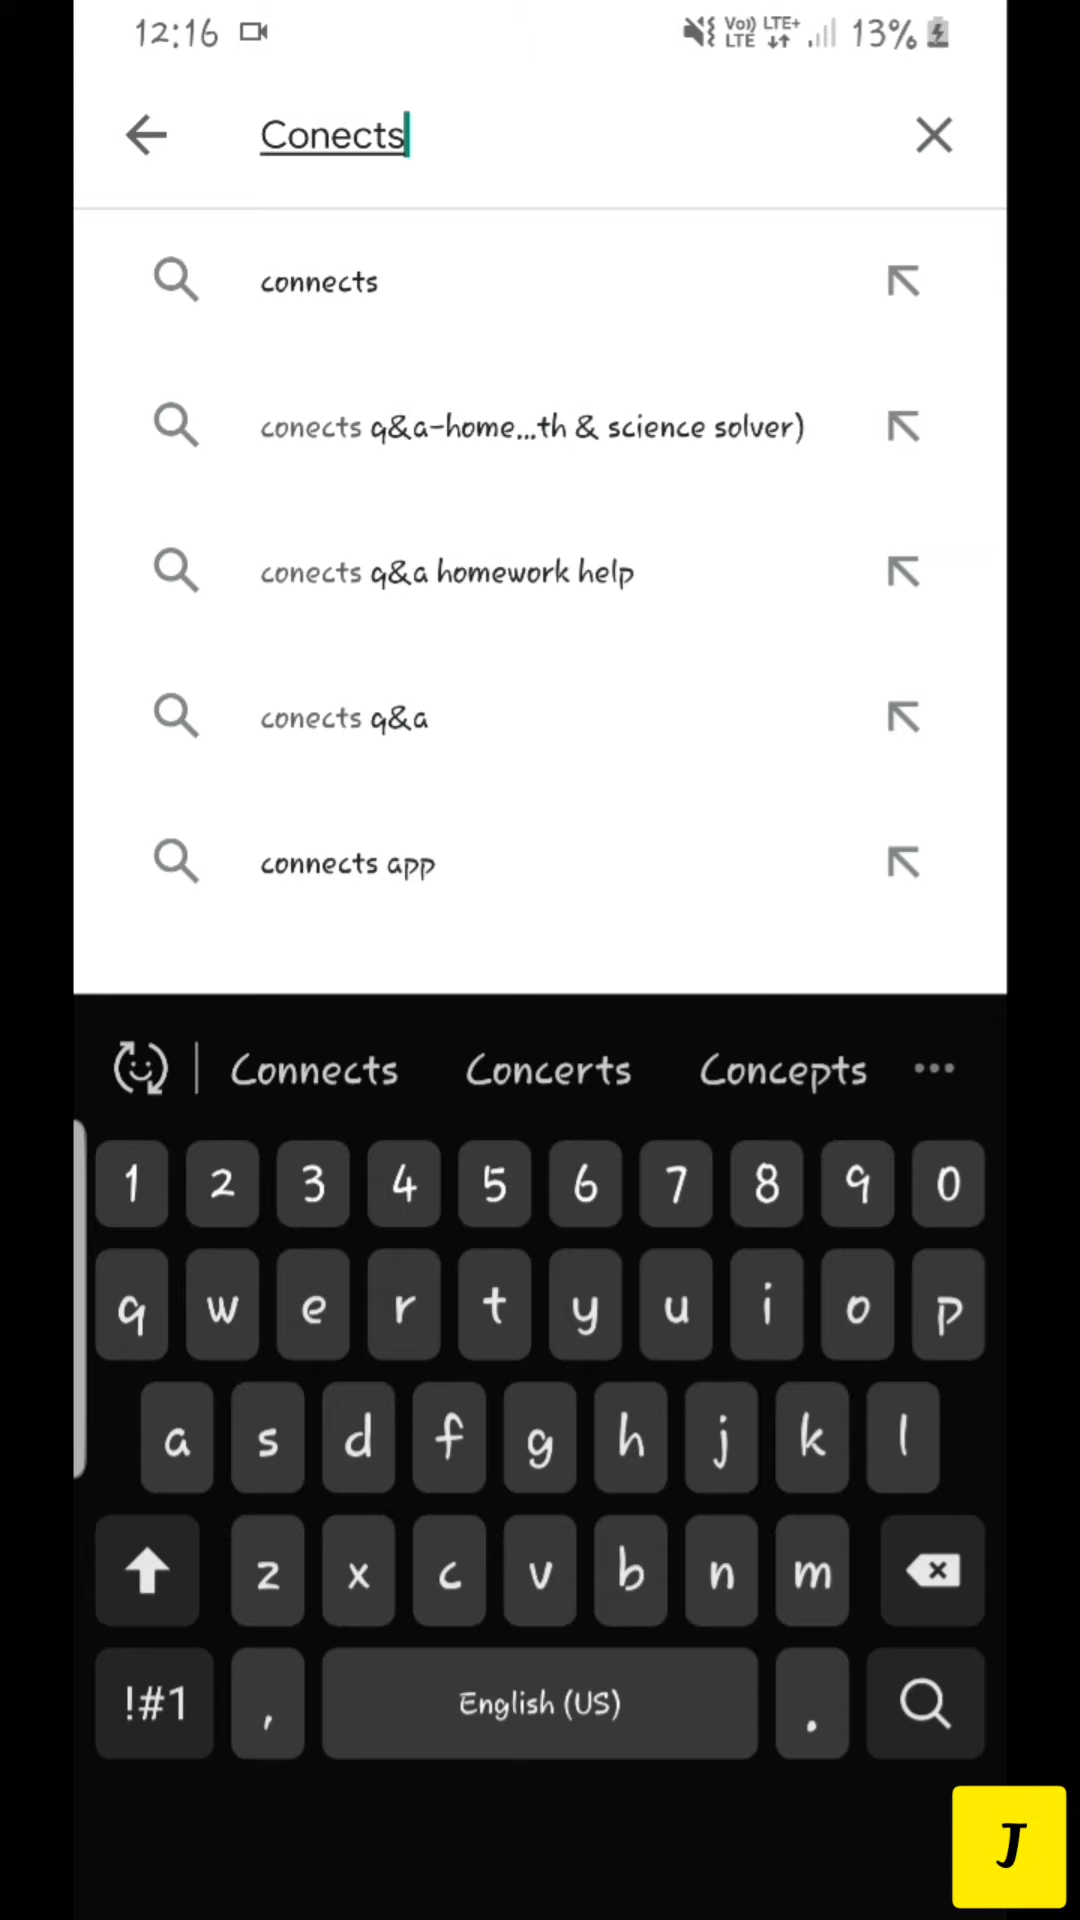 12:16 Vo)) LTE LTE+ 13%
Conects
connects
conects q&a-home...th & science solver)
conects q&a homework help
conects q&a
connects app
Connects Concerts Concepts
1 2 3 4 5 6 7 8 9 0
q w e r t y u i o p
a s d f g h j k l
z x c v b n m
!#1 , English (US) .
J